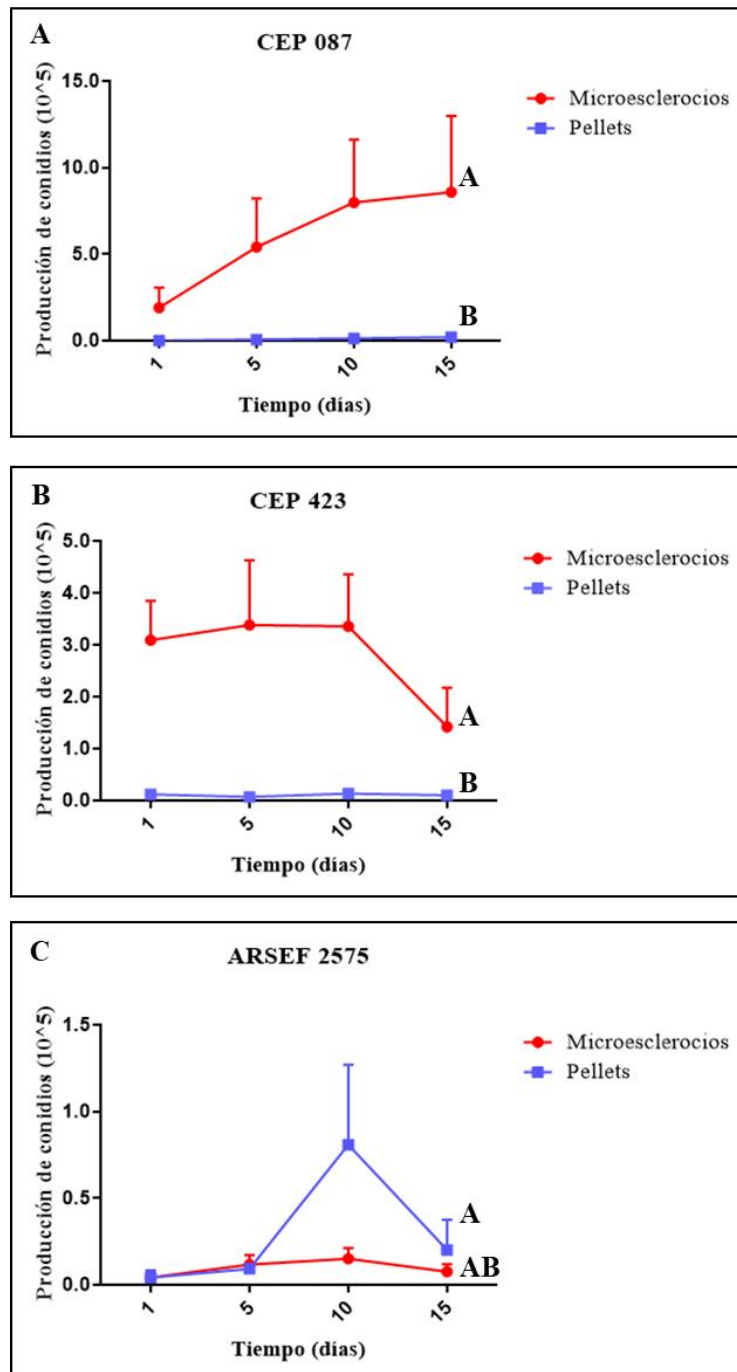 A
CEP 087
15.0
Microesclerocios
Pellets
10.0
A
5.0
B
0.0
1
5
10
15
Producción de conidios (10^5)
Tiempo (días)
B
CEP 423
5.0
Microesclerocios
Pellets
4.0
3.0
2.0
A
1.0
B
0.0
1
5
10
15
Producción de conidios (10^5)
Tiempo (días)
C
ARSEF 2575
1.5
Microesclerocios
Pellets
1.0
0.5
A
AB
0.0
1
5
10
15
Producción de conidios (10^5)
Tiempo (días)